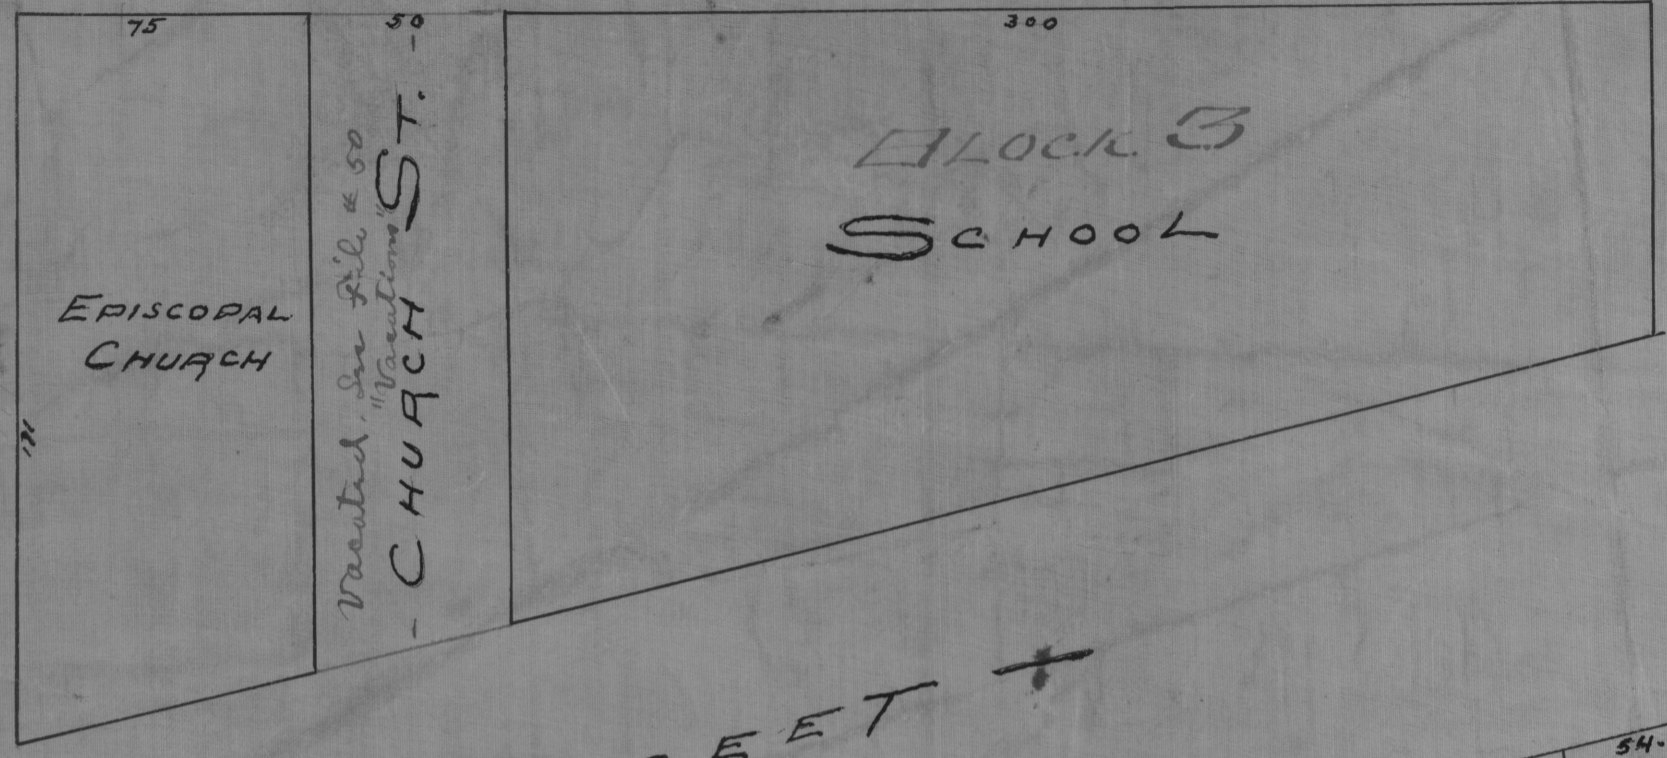 75
50
300
BLOCK 3
SCHOOL
EPISCOPAL
CHURCH
Vacated. See File # 50
"Vacations"
- CHURCH ST. -
EET -
54.